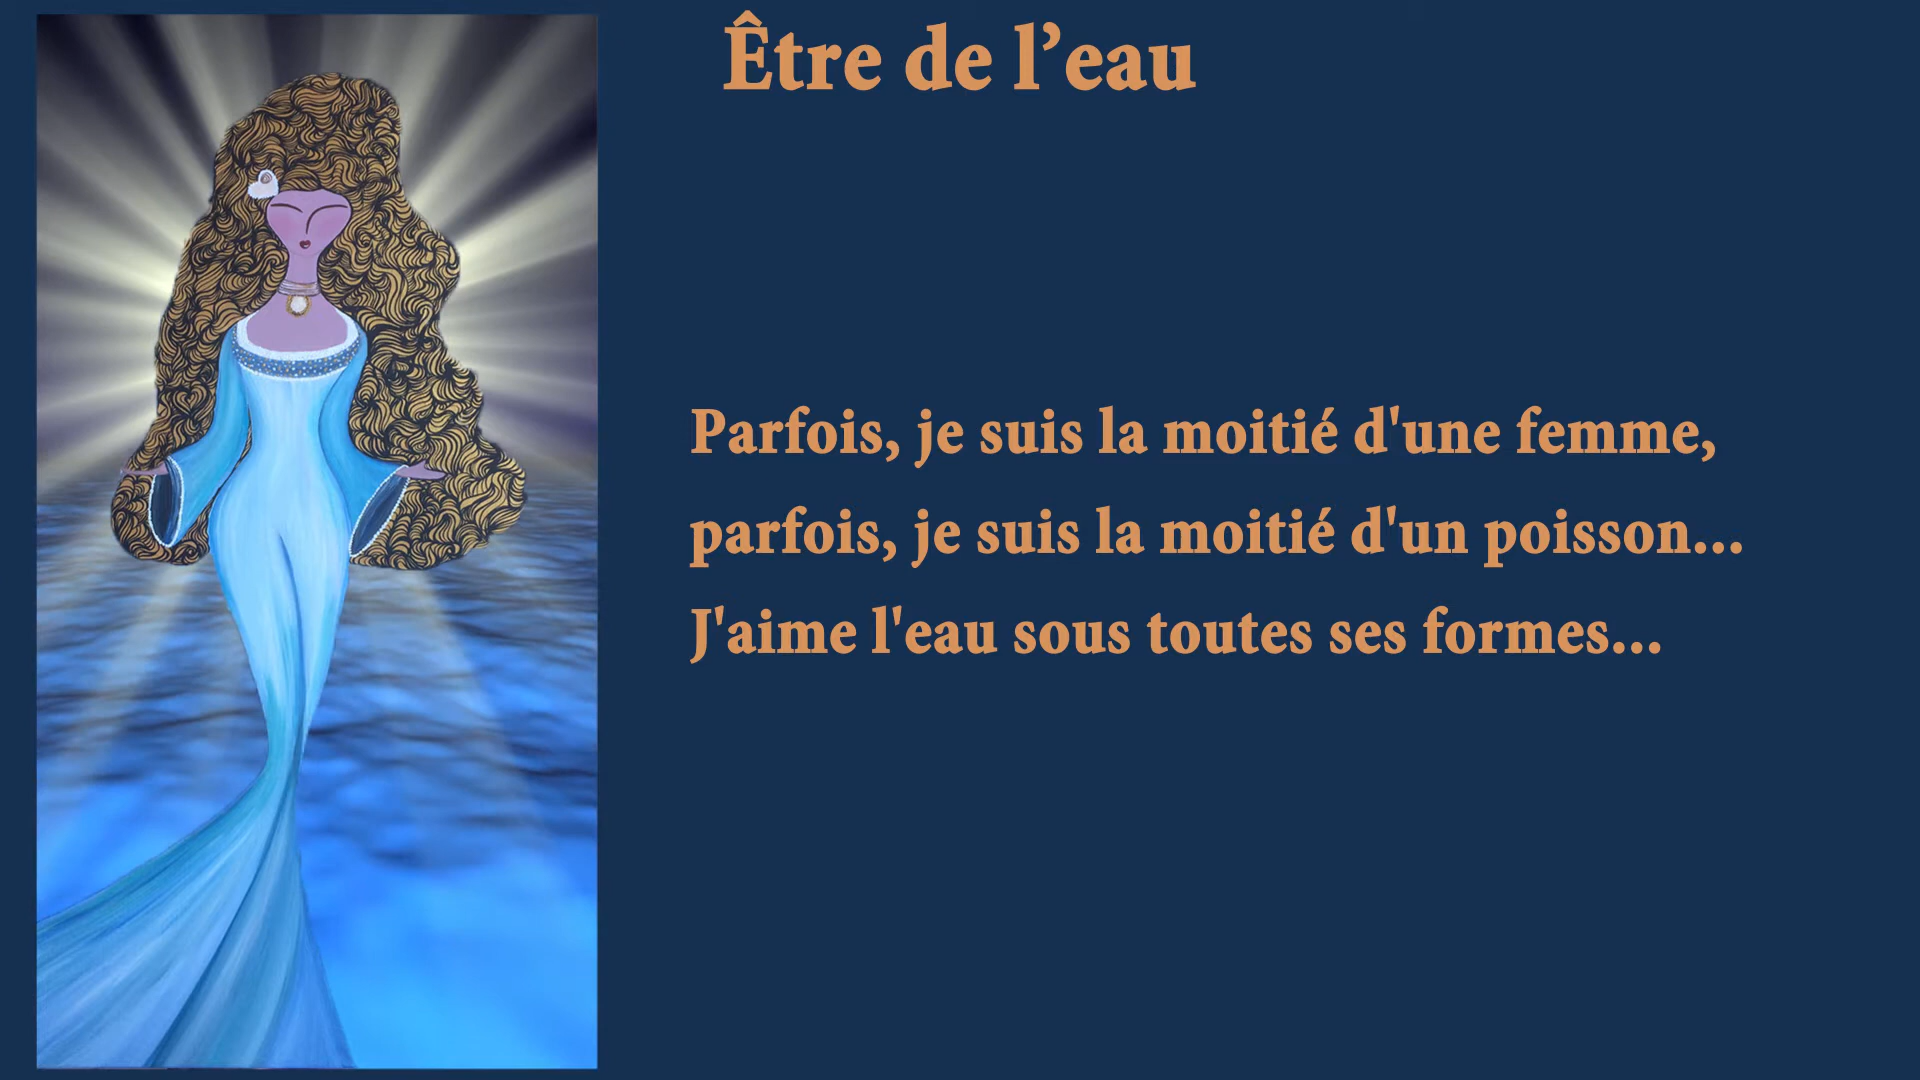 Être de l’eau
Parfois, je suis la moitié d'une femme,
parfois, je suis la moitié d'un poisson...
J'aime l'eau sous toutes ses formes...